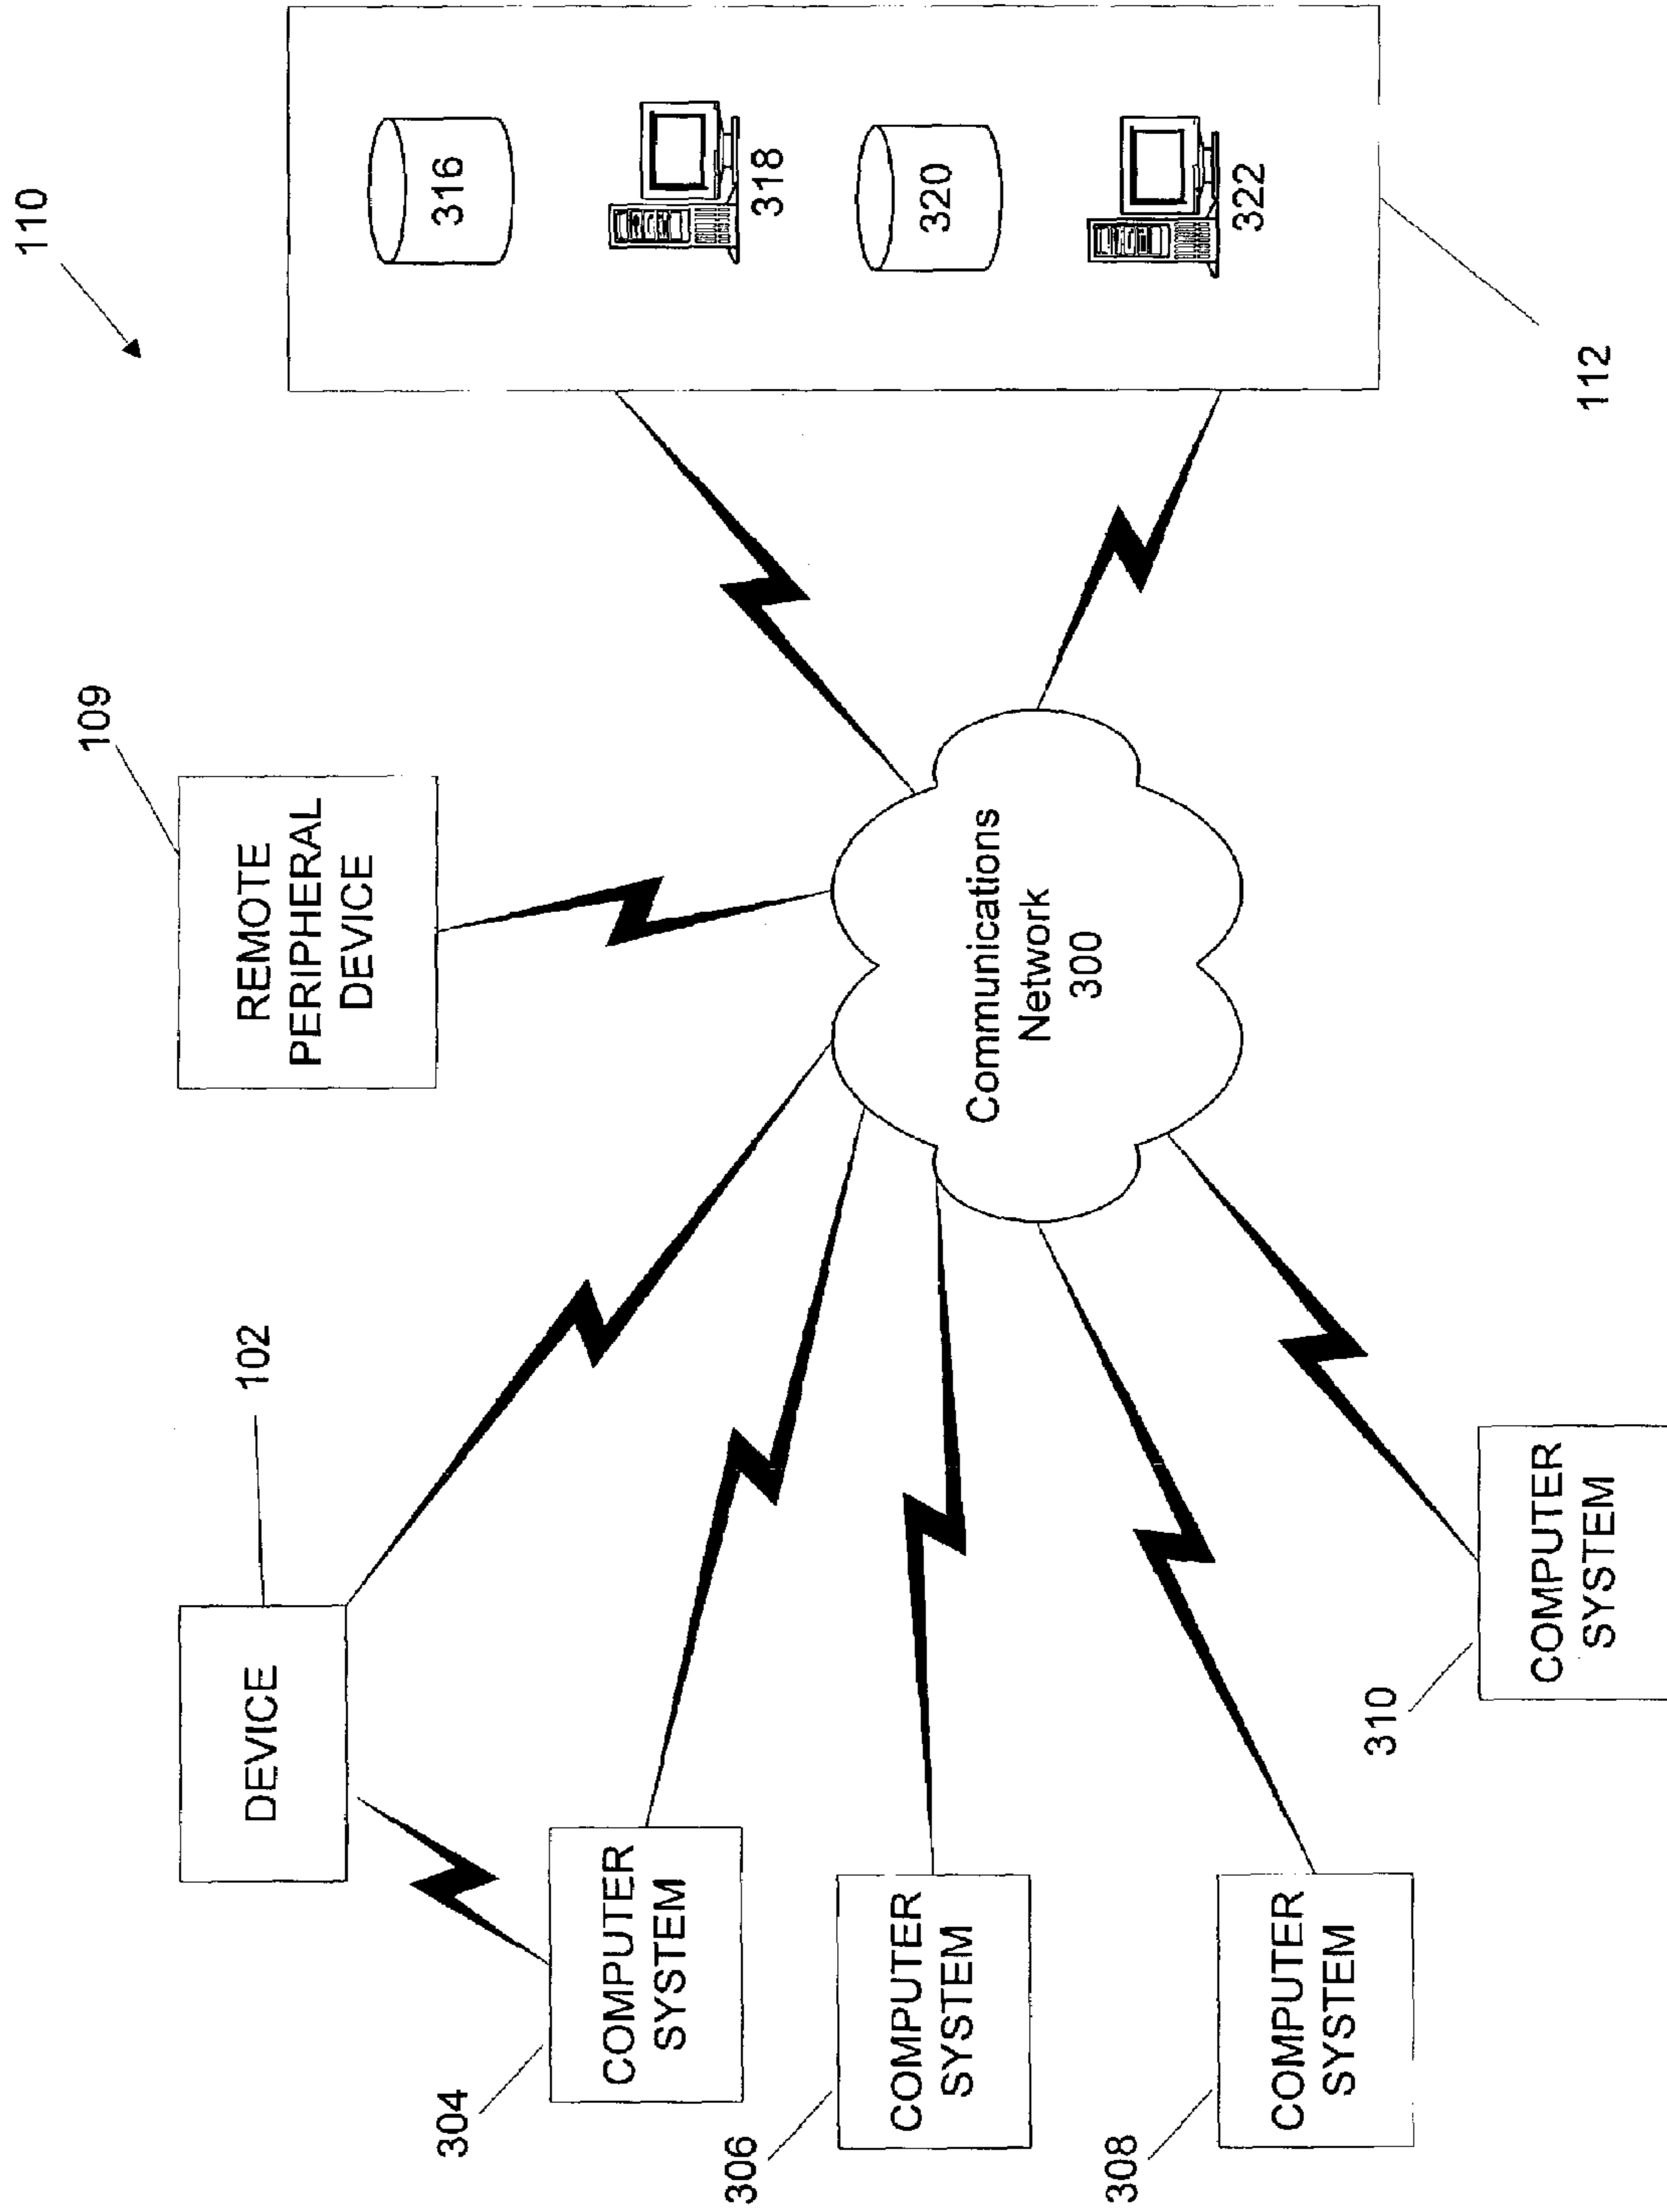 110
109
REMOTE
PERIPHERAL
DEVICE
102
DEVICE
316
318
320
322
112
Communications
Network
300
304
COMPUTER
SYSTEM
306
COMPUTER
SYSTEM
308
COMPUTER
SYSTEM
310
COMPUTER
SYSTEM